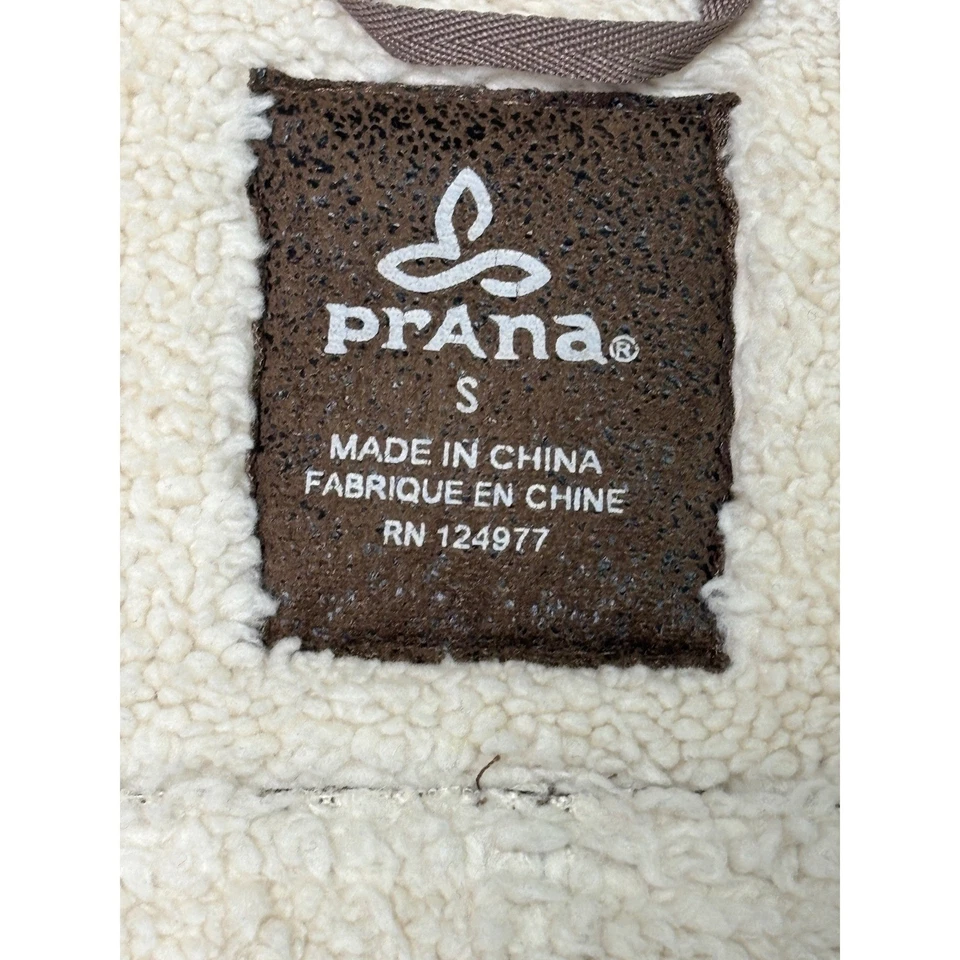 prAna®
S
MADE IN CHINA
FABRIQUE EN CHINE
RN 124977